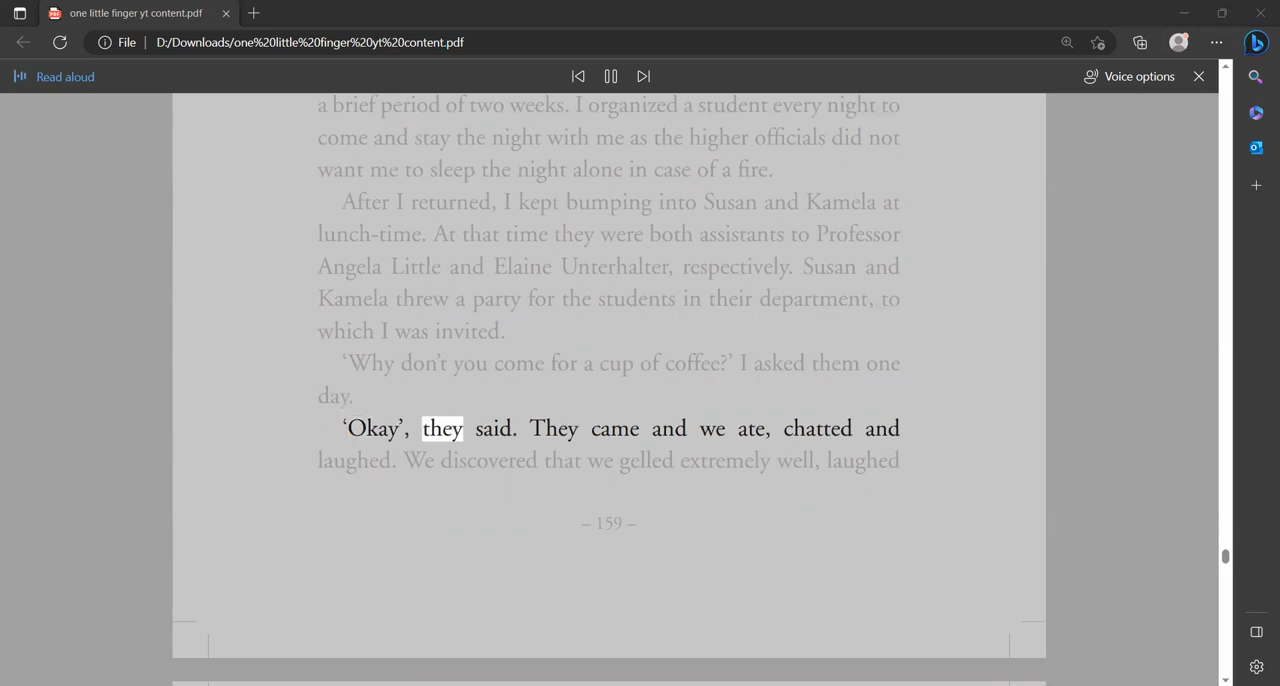 one little finger yt content.pdf
File
D:/Downloads/one%20little%20finger%20yt%20content.pdf
Read aloud
Voice options
a brief period of two weeks. I organized a student every night to
come and stay the night with me as the higher officials did not
want me to sleep the night alone in case of a fire.
After I returned, I kept bumping into Susan and Kamela at
lunch-time. At that time they were both assistants to Professor
Angela Little and Elaine Unterhalter, respectively. Susan and
Kamela threw a party for the students in their department, to
which I was invited.
‘Why don’t you come for a cup of coffee?’ I asked them one
day.
‘Okay’, they said. They came and we ate, chatted and
laughed. We discovered that we gelled extremely well, laughed
– 159 –